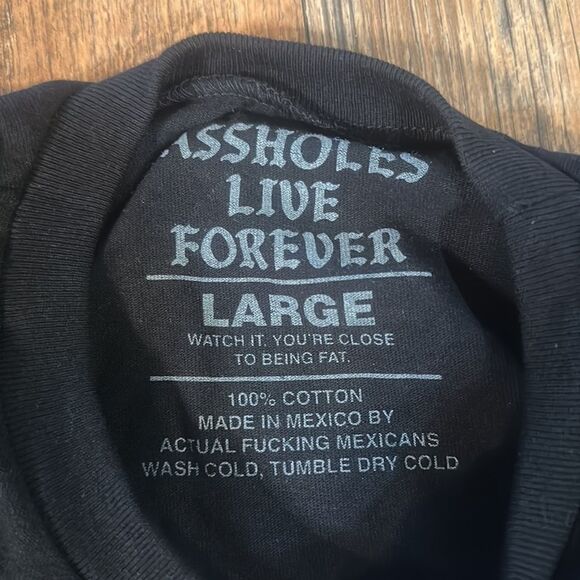 ASSHOLES
LIVE
FOREVER
LARGE
WATCH IT. YOU'RE CLOSE
TO BEING FAT.
100% COTTON
MADE IN MEXICO BY
ACTUAL FUCKING MEXICANS
WASH COLD, TUMBLE DRY COLD